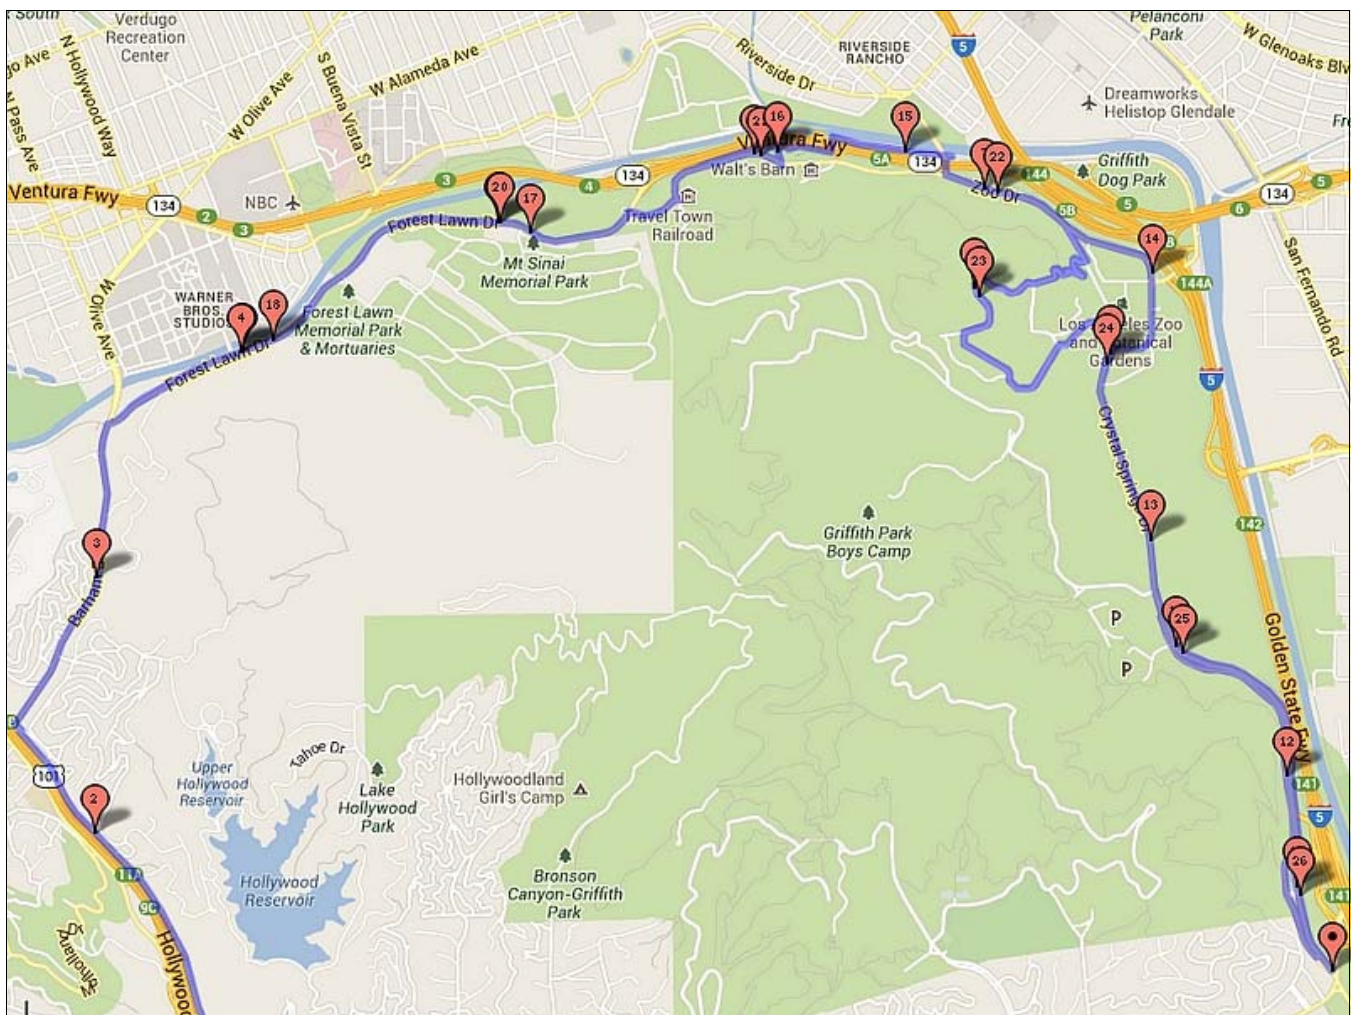 South
Verdugo
Recreation
Center
go Ave
N Hollywood Way
N Pass Ave
W Olive Ave
S Buena Vista St
W Alameda Ave
Riverside Dr
RIVERSIDE
RANCHO
5
Pelanconi
Park
W Glenoaks Blv
Dreamworks
Helistop Glendale
Fre
16
15
22
Ventura Fwy
134
2
3
NBC
3
4
134
Walt's Barn
5A
134
144
Zoo Dr
Griffith
Dog Park
5B
5
6
134
5
20
17
Forest Lawn Dr
Travel Town
Railroad
Mt Sinai
Memorial Park
14
23
144A
San Fernando Rd
W Olive Ave
WARNER
BROS.
STUDIOS
4
18
Forest Lawn Dr
Forest Lawn
Memorial Park
& Mortuaries
24
Los Angeles Zoo
and Botanical
Gardens
5
Crystal Springs Dr
13
142
Griffith Park
Boys Camp
3
Barham
P
P
25
Golden State Fwy
12
141
5
101
2
Upper
Hollywood
Reservoir
Tahoe Dr
Lake
Hollywood
Park
Hollywoodland
Girl's Camp
11A
9C
Hollywood
Reservoir
Bronson
Canyon-Griffith
Park
26
141
Mulholland Dr
W
Hollywood